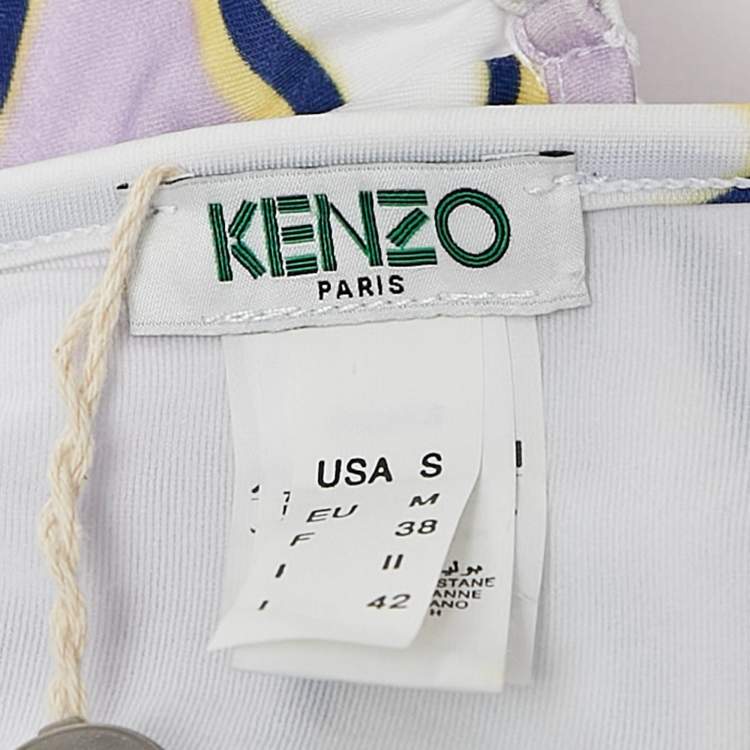 KENZO
PARIS
USA S
EU M
F 38
I II
I 42
STANE
ANNE
ANO
H